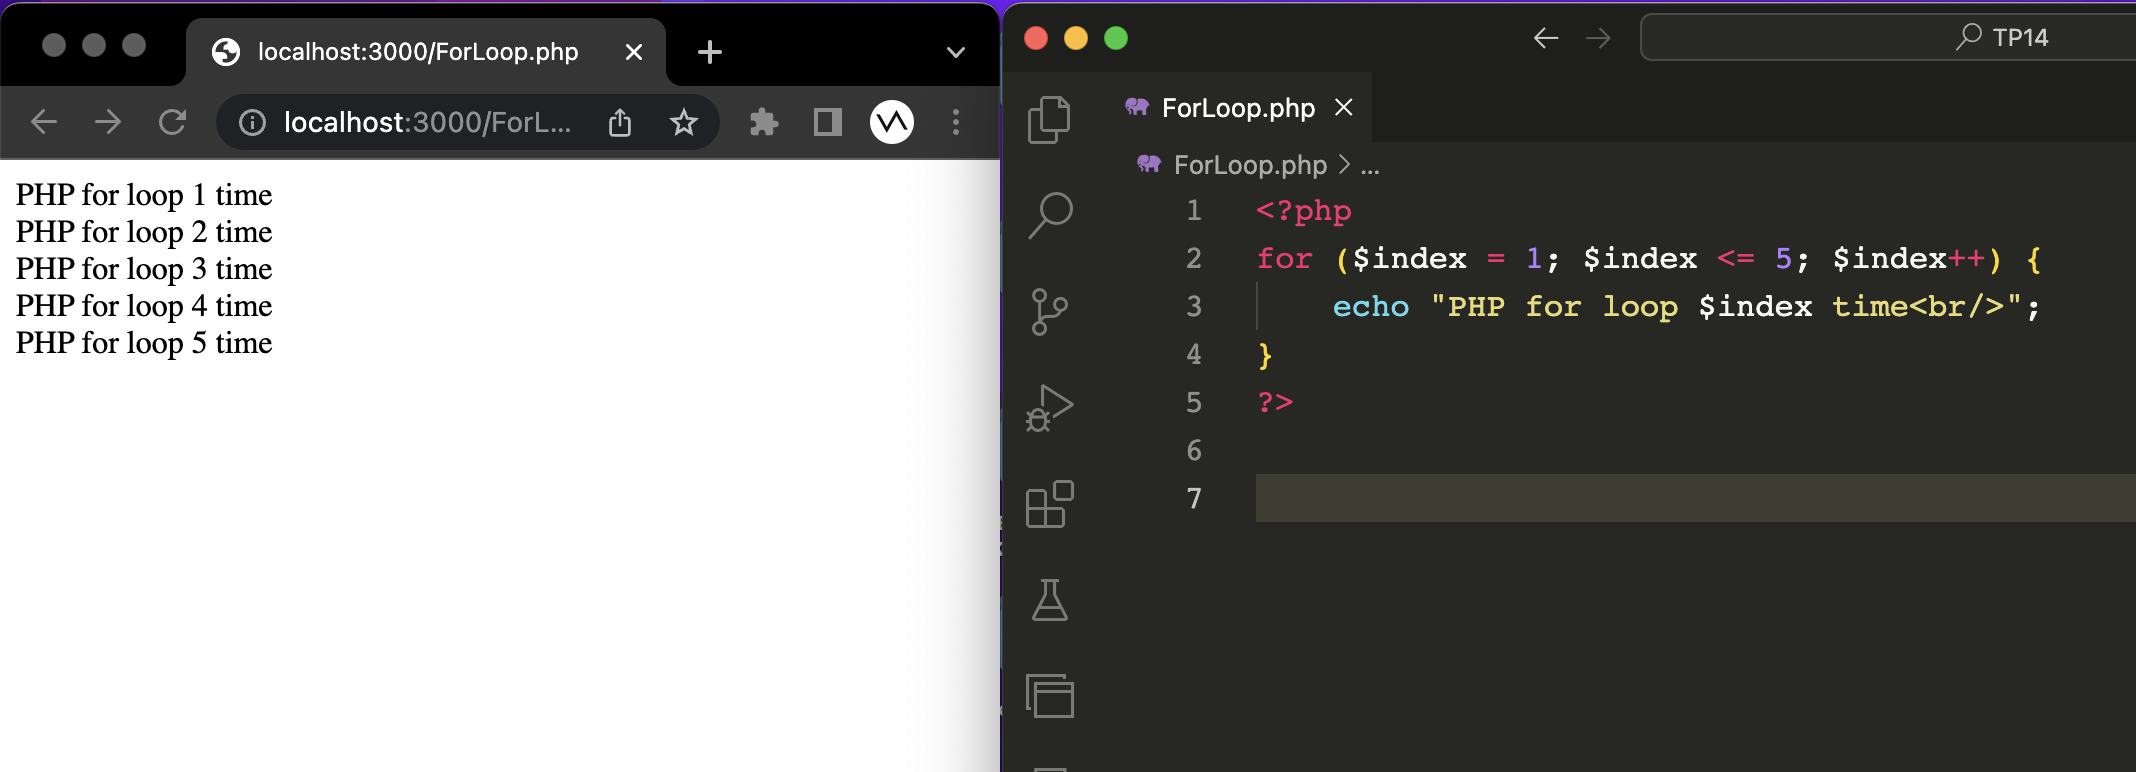 localhost:3000/ForLoop.php
localhost:3000/ForL...
PHP for loop 1 time
PHP for loop 2 time
PHP for loop 3 time
PHP for loop 4 time
PHP for loop 5 time
TP14
ForLoop.php
ForLoop.php > ...
1 <?php
2 for ($index = 1; $index <= 5; $index++) {
3     echo "PHP for loop $index time<br/>";
4 }
5 ?>
6
7